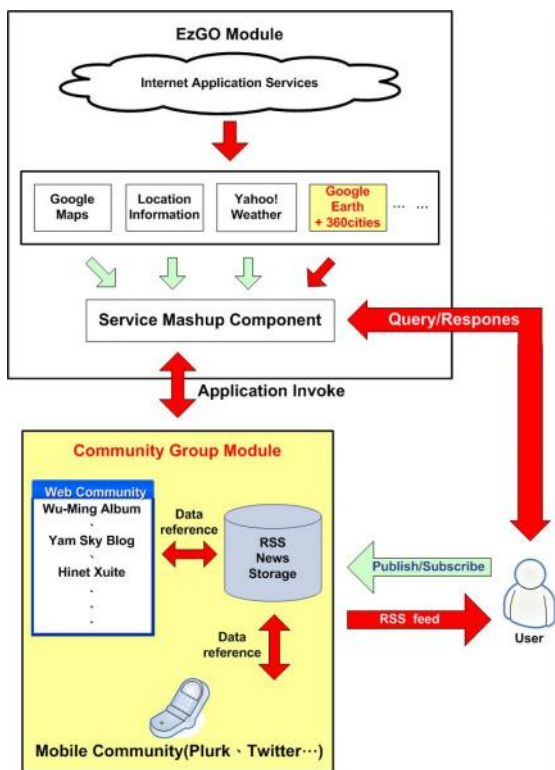 EzGO Module
Internet Application Services
Google
Maps
Location
Information
Yahoo!
Weather
Google
Earth
+ 360cities
... ...
Service Mashup Component
Query/Respones
Application Invoke
Community Group Module
Web Community
Wu-Ming Album
、
Yam Sky Blog
、
Hinet Xuite
.
.
.
.
Data
reference
RSS
News
Storage
Publish/Subscribe
RSS feed
User
Data
reference
Mobile Community(Plurk、Twitter…)